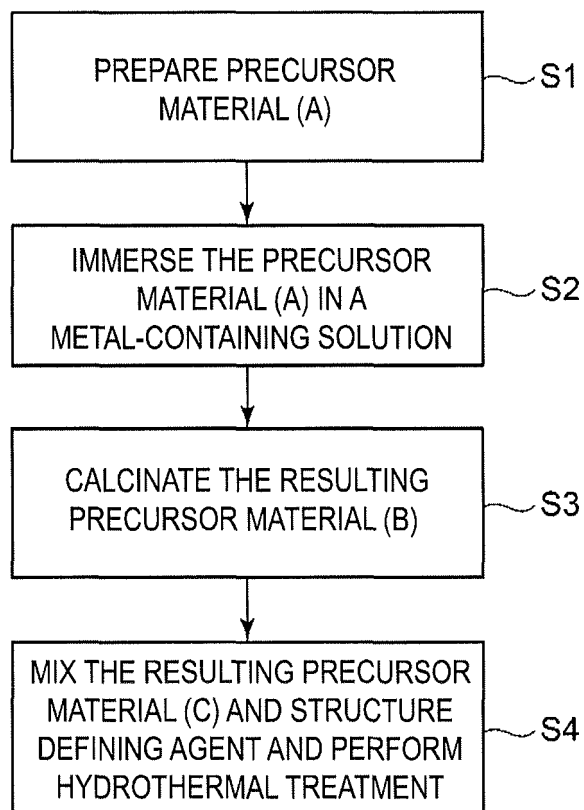 PREPARE PRECURSOR
MATERIAL (A)
S1
IMMERSE THE PRECURSOR
MATERIAL (A) IN A
METAL-CONTAINING SOLUTION
S2
CALCINATE THE RESULTING
PRECURSOR MATERIAL (B)
S3
MIX THE RESULTING PRECURSOR
MATERIAL (C) AND STRUCTURE
DEFINING AGENT AND PERFORM
HYDROTHERMAL TREATMENT
S4